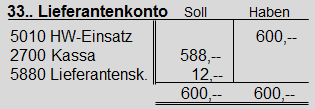 33.. Lieferantenkonto Soll Haben
5010 HW-Einsatz 600,--
2700 Kassa 588,--
5880 Lieferantensk. 12,--
600,-- 600,--